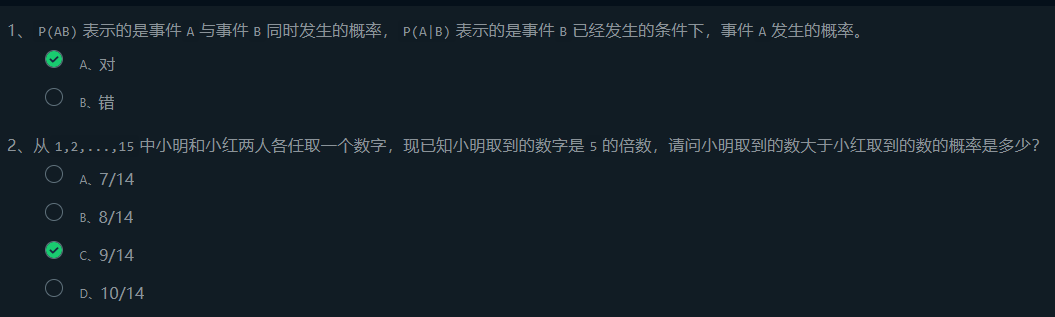 1、 P(AB) 表示的是事件 A 与事件 B 同时发生的概率， P(A|B) 表示的是事件 B 已经发生的条件下，事件 A 发生的概率。
A、对
B、错
2、从 1,2,...,15 中小明和小红两人各任取一个数字，现已知小明取到的数字是 5 的倍数，请问小明取到的数大于小红取到的数的概率是多少？
A、7/14
B、8/14
C、9/14
D、10/14